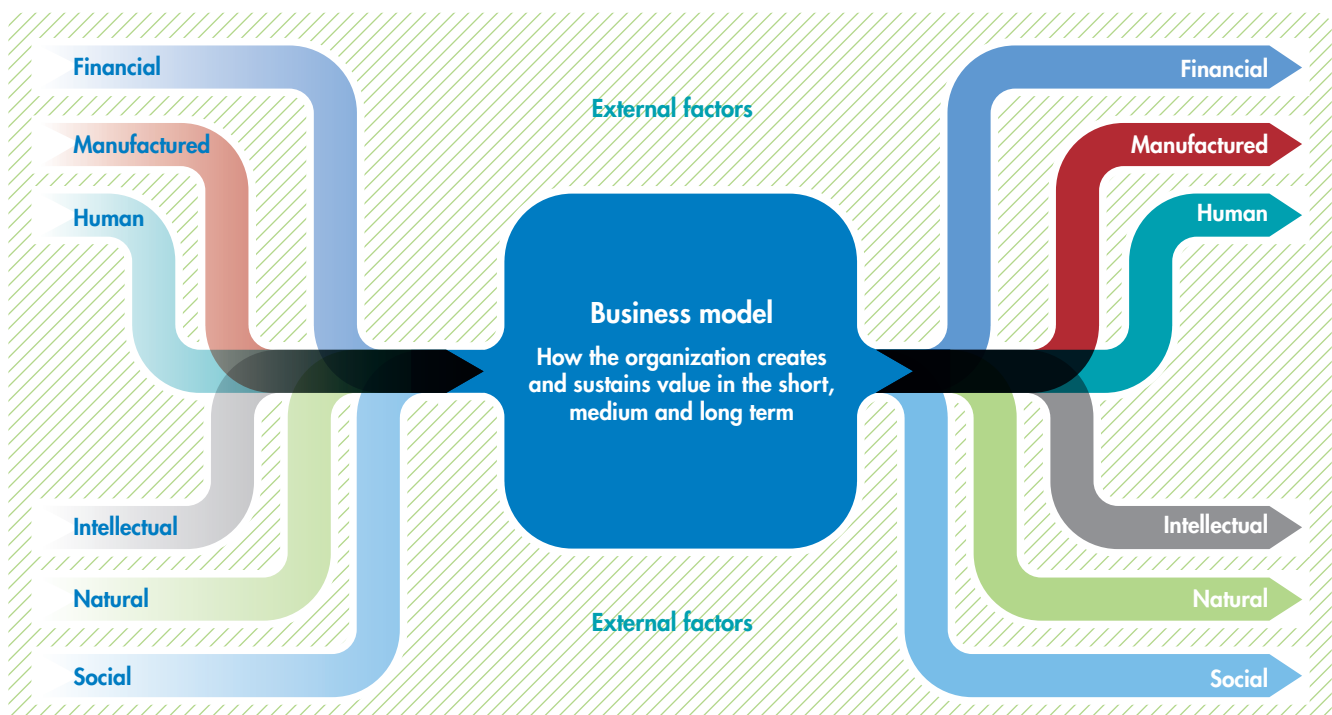 Financial
Manufactured
Human
Intellectual
Natural
Social
External factors
Business model
How the organization creates
and sustains value in the short,
medium and long term
External factors
Financial
Manufactured
Human
Intellectual
Natural
Social